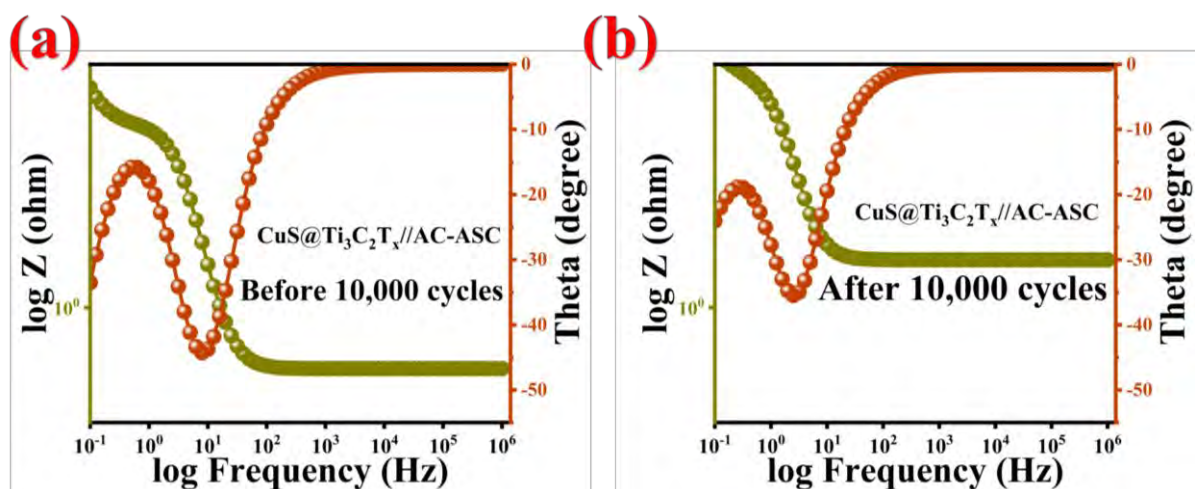 (a)
log Z (ohm)
10⁰
CuS@Ti₃C₂Tₓ//AC-ASC
Before 10,000 cycles
0
-10
-20
-30
-40
-50
Theta (degree)
10⁻¹ 10⁰ 10¹ 10² 10³ 10⁴ 10⁵ 10⁶
log Frequency (Hz)
(b)
log Z (ohm)
10⁰
CuS@Ti₃C₂Tₓ//AC-ASC
After 10,000 cycles
0
-10
-20
-30
-40
-50
Theta (degree)
10⁻¹ 10⁰ 10¹ 10² 10³ 10⁴ 10⁵ 10⁶
log Frequency (Hz)